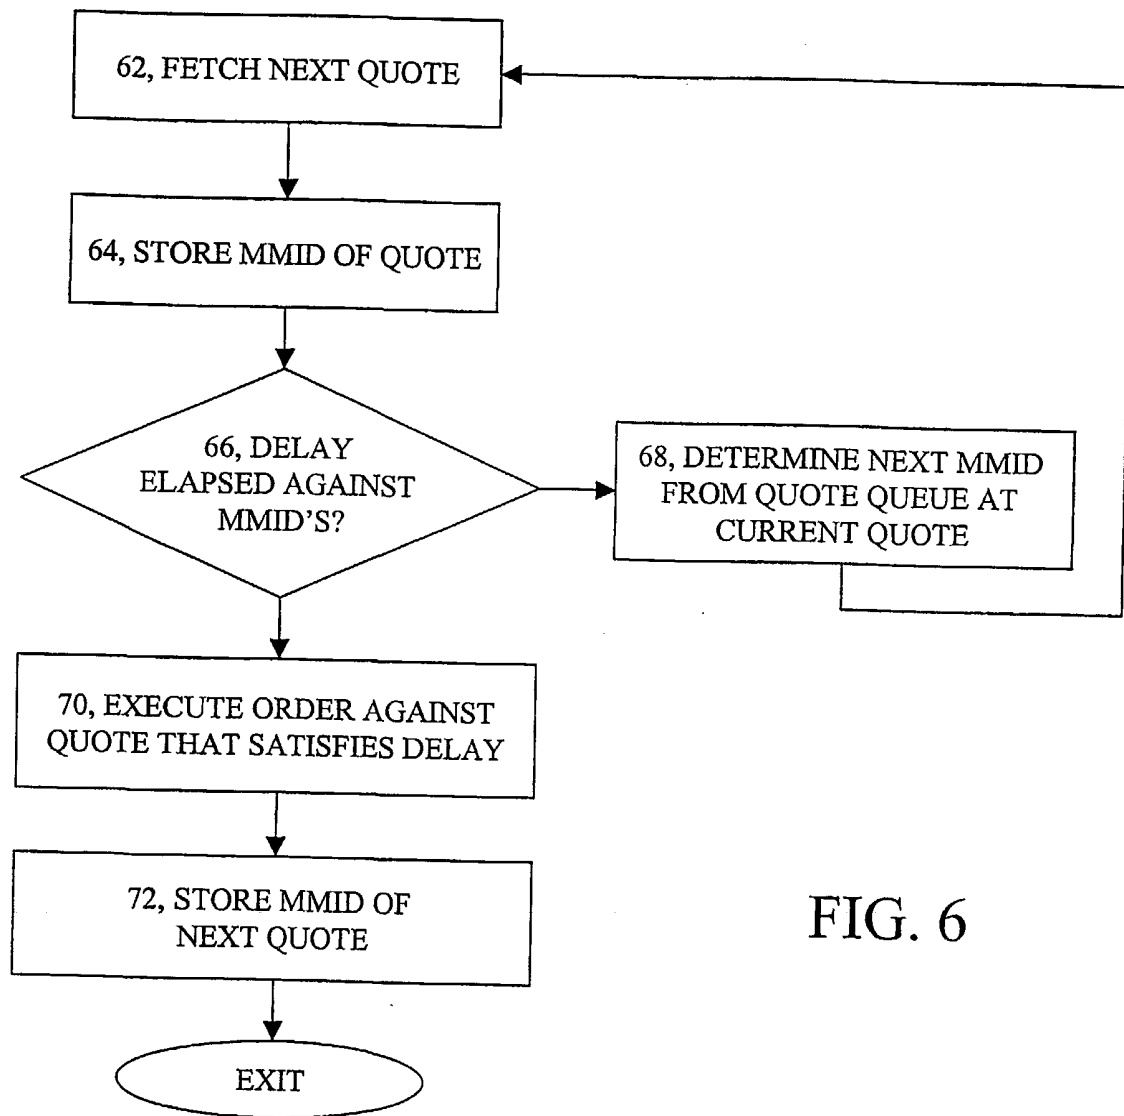 62, FETCH NEXT QUOTE
64, STORE MMID OF QUOTE
66, DELAY
ELAPSED AGAINST
MMID'S?
68, DETERMINE NEXT MMID
FROM QUOTE QUEUE AT
CURRENT QUOTE
70, EXECUTE ORDER AGAINST
QUOTE THAT SATISFIES DELAY
72, STORE MMID OF
NEXT QUOTE
EXIT
FIG. 6